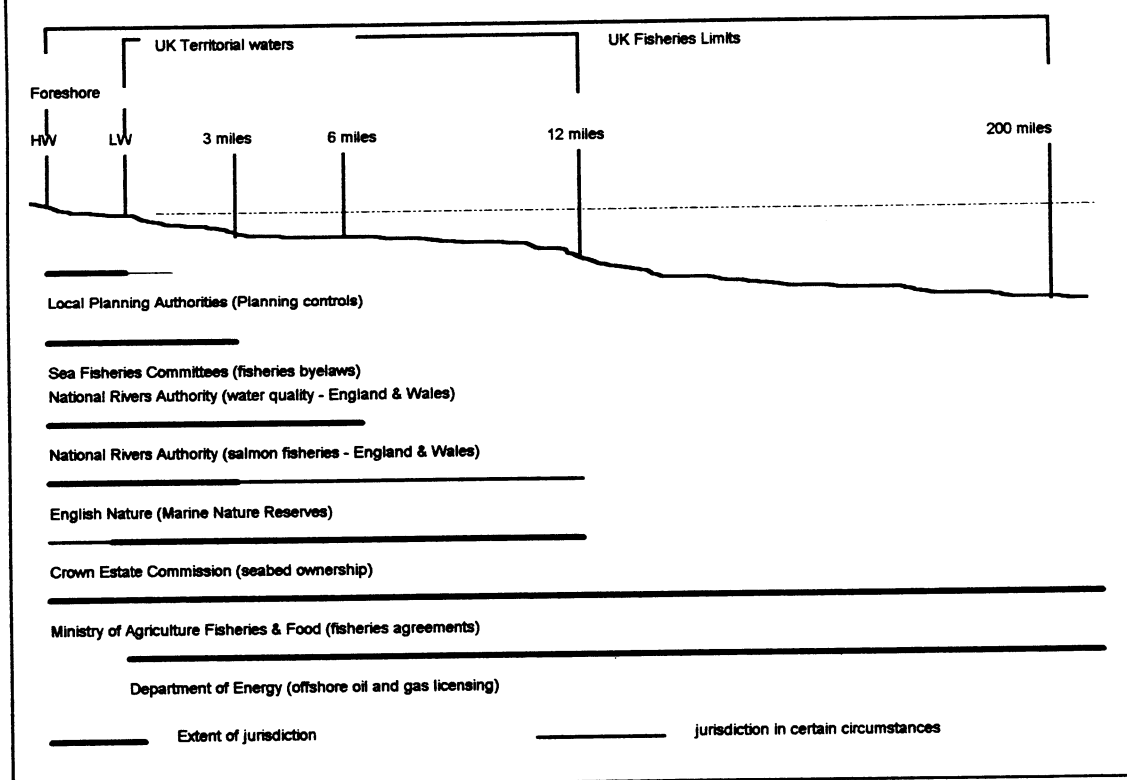 UK Territorial waters
UK Fisheries Limits
Foreshore
HW LW 3 miles 6 miles 12 miles 200 miles
Local Planning Authorities (Planning controls)
Sea Fisheries Committees (fisheries byelaws)
National Rivers Authority (water quality - England & Wales)
National Rivers Authority (salmon fisheries - England & Wales)
English Nature (Marine Nature Reserves)
Crown Estate Commission (seabed ownership)
Ministry of Agriculture Fisheries & Food (fisheries agreements)
Department of Energy (offshore oil and gas licensing)
Extent of jurisdiction
jurisdiction in certain circumstances